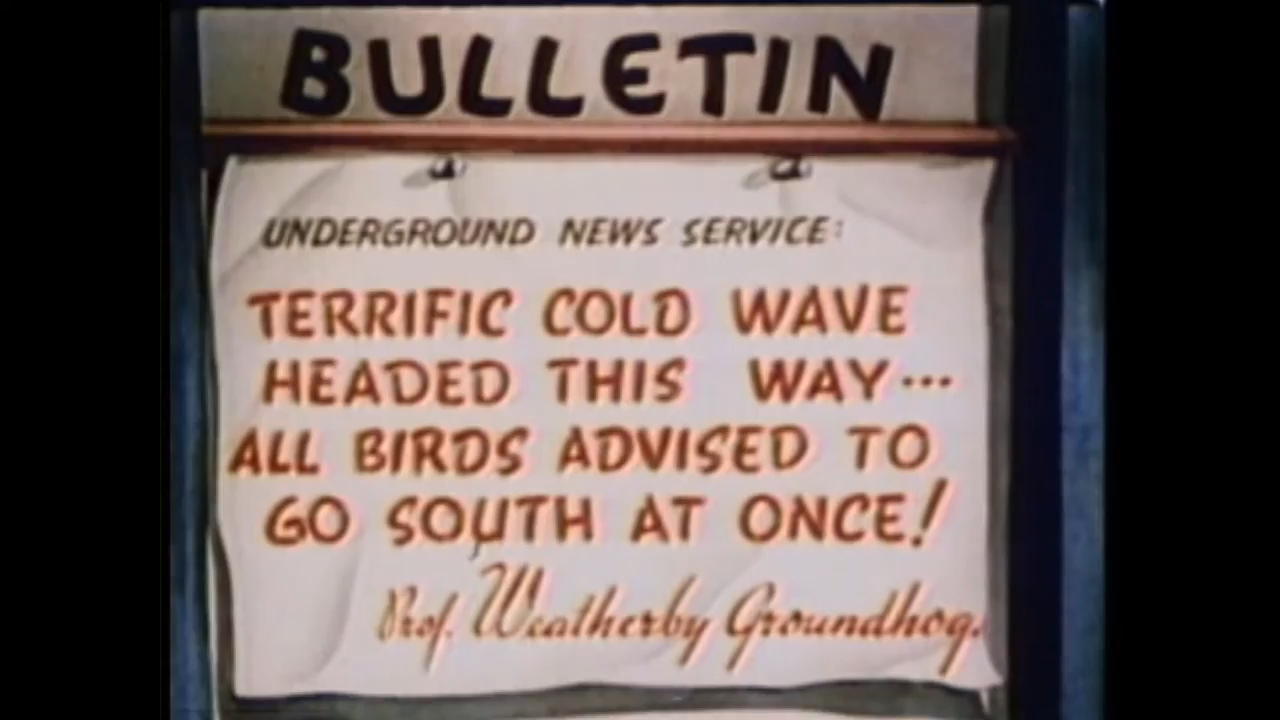 BULLETIN
UNDERGROUND NEWS SERVICE:
TERRIFIC COLD WAVE
HEADED THIS WAY...
ALL BIRDS ADVISED TO
GO SOUTH AT ONCE!
Prof. Weatherby Groundhog.